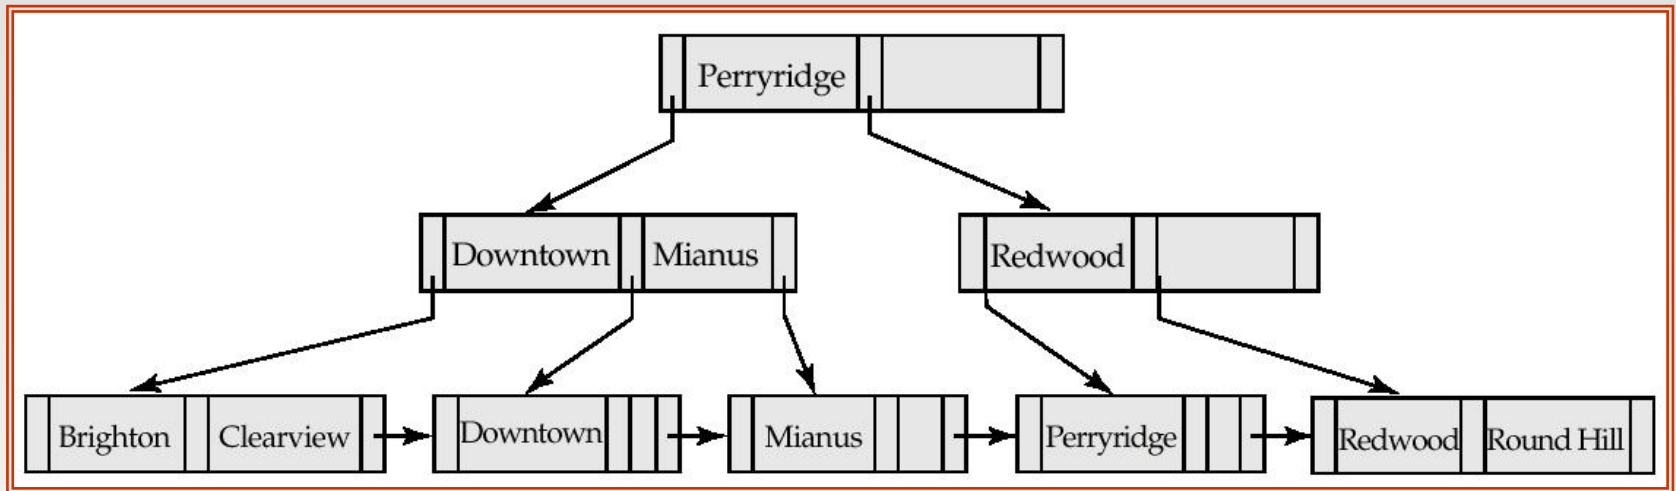 Perryridge
Downtown Mianus
Redwood
Brighton Clearview
Downtown
Mianus
Perryridge
Redwood Round Hill